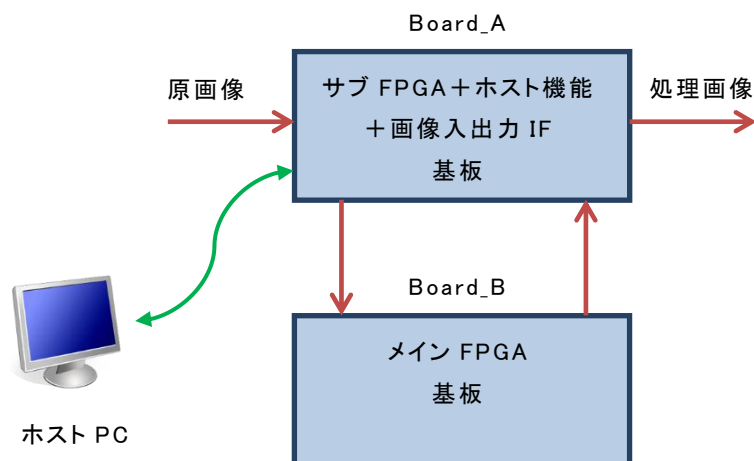 Board_A
原画像
サブ FPGA＋ホスト機能
＋画像入出力 IF
基板
処理画像
Board_B
メイン FPGA
基板
ホスト PC